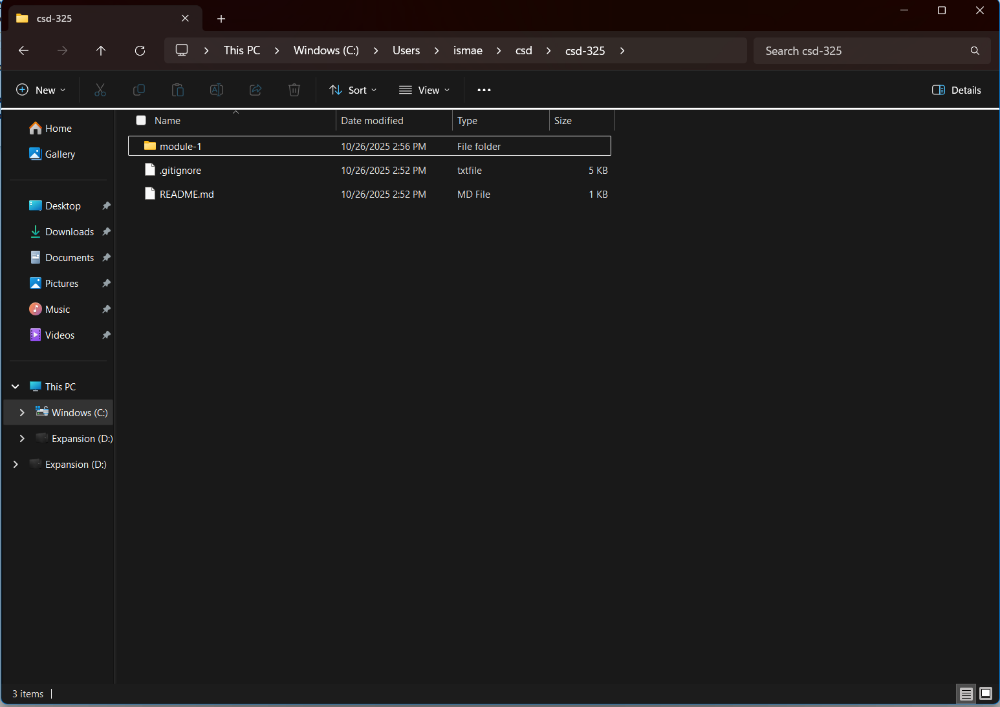 csd-325
This PC Windows (C:) Users ismae csd csd-325
Search csd-325
New Sort View Details
Name Date modified Type Size
module-1 10/26/2025 2:56 PM File folder
.gitignore 10/26/2025 2:52 PM txtfile 5 KB
README.md 10/26/2025 2:52 PM MD File 1 KB
Home
Gallery
Desktop
Downloads
Documents
Pictures
Music
Videos
This PC
Windows (C:)
Expansion (D:)
Expansion (D:)
3 items